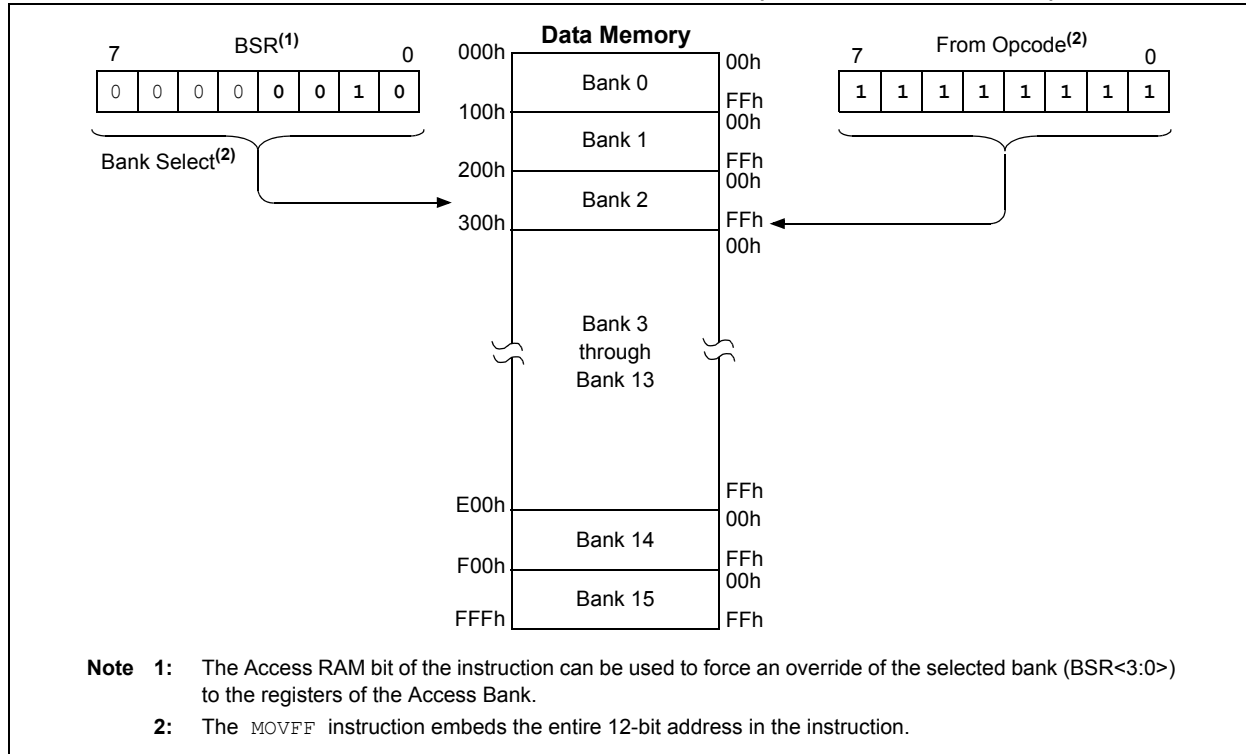 Data Memory
7 BSR(1) 0
0 0 0 0 0 0 1 0
Bank Select(2)
7 From Opcode(2) 0
1 1 1 1 1 1 1 1
000h Bank 0 00h
FFh
100h Bank 1 00h
FFh
200h Bank 2 00h
FFh
300h 00h
Bank 3
through
Bank 13
FFh
E00h Bank 14 00h
FFh
F00h Bank 15 00h
FFFh FFh
Note 1: The Access RAM bit of the instruction can be used to force an override of the selected bank (BSR<3:0>)
to the registers of the Access Bank.
2: The MOVFF instruction embeds the entire 12-bit address in the instruction.